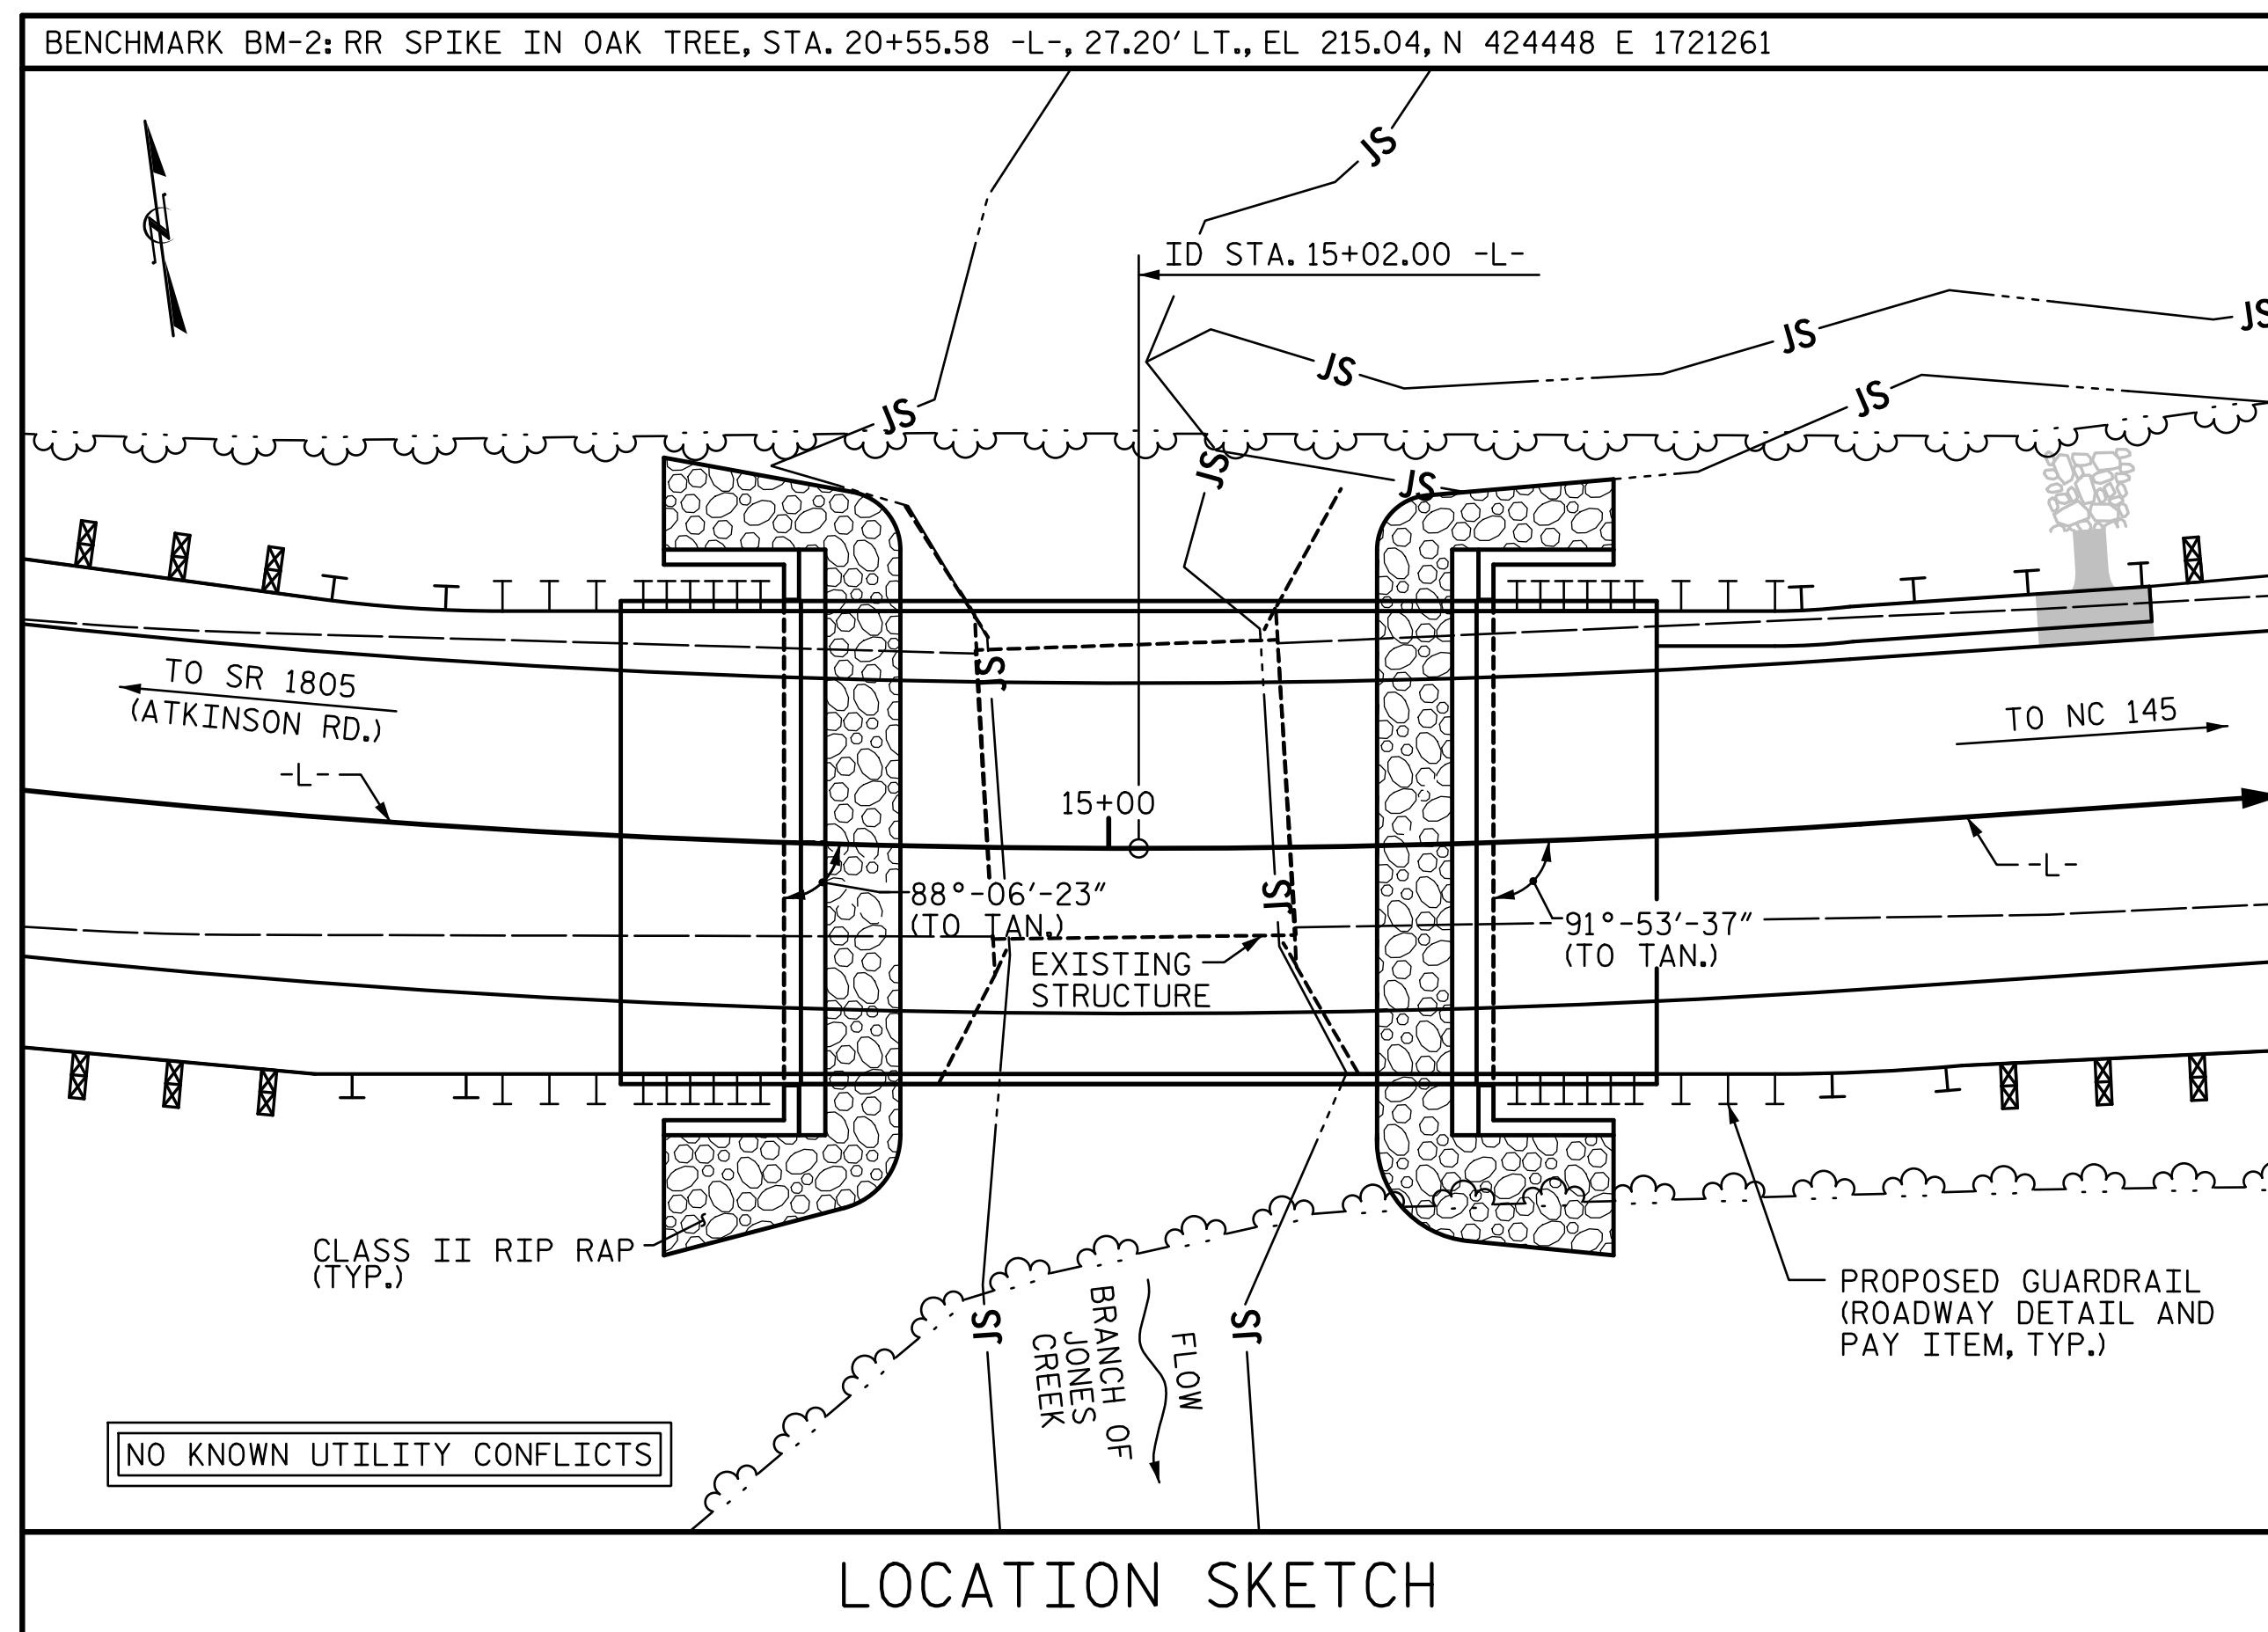 BENCHMARK BM-2: RR SPIKE IN OAK TREE, STA. 20+55.58 -L-, 27.20' LT., EL 215.04, N 424448 E 1721261
JS
N
ID STA. 15+02.00 -L-
JS
JS
JS
JS
JS
JS
JS
TO SR 1805
(ATKINSON RD.)
JS
TO NC 145
-L-
15+00
-L-
88°-06'-23"
(TO TAN.)
JS
91°-53'-37"
(TO TAN.)
EXISTING
STRUCTURE
CLASS II RIP RAP
(TYP.)
PROPOSED GUARDRAIL
(ROADWAY DETAIL AND
PAY ITEM, TYP.)
JS
BRANCH OF
JONES
CREEK
FLOW
JS
NO KNOWN UTILITY CONFLICTS
LOCATION SKETCH